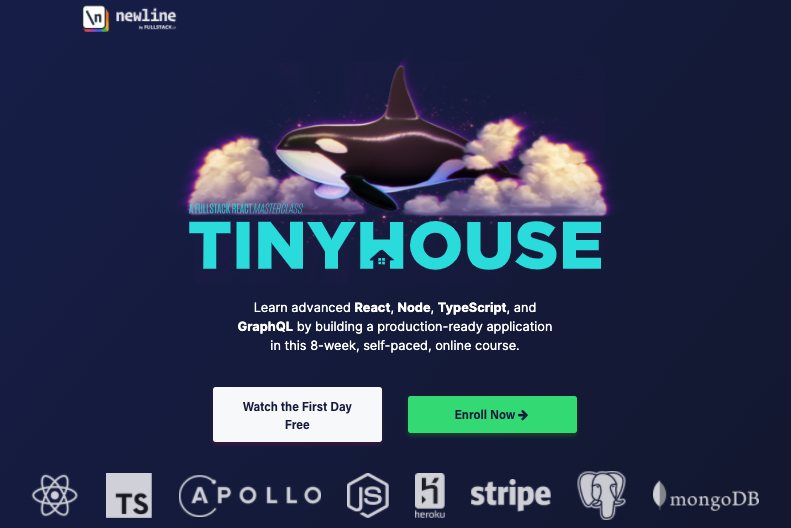 \n newline
by FULLSTACK.io
A FULLSTACK REACT MASTERCLASS
TINYHOUSE
Learn advanced React, Node, TypeScript, and
GraphQL by building a production-ready application
in this 8-week, self-paced, online course.
Watch the First Day
Free
Enroll Now
TS
APOLLO
JS
heroku
stripe
mongoDB